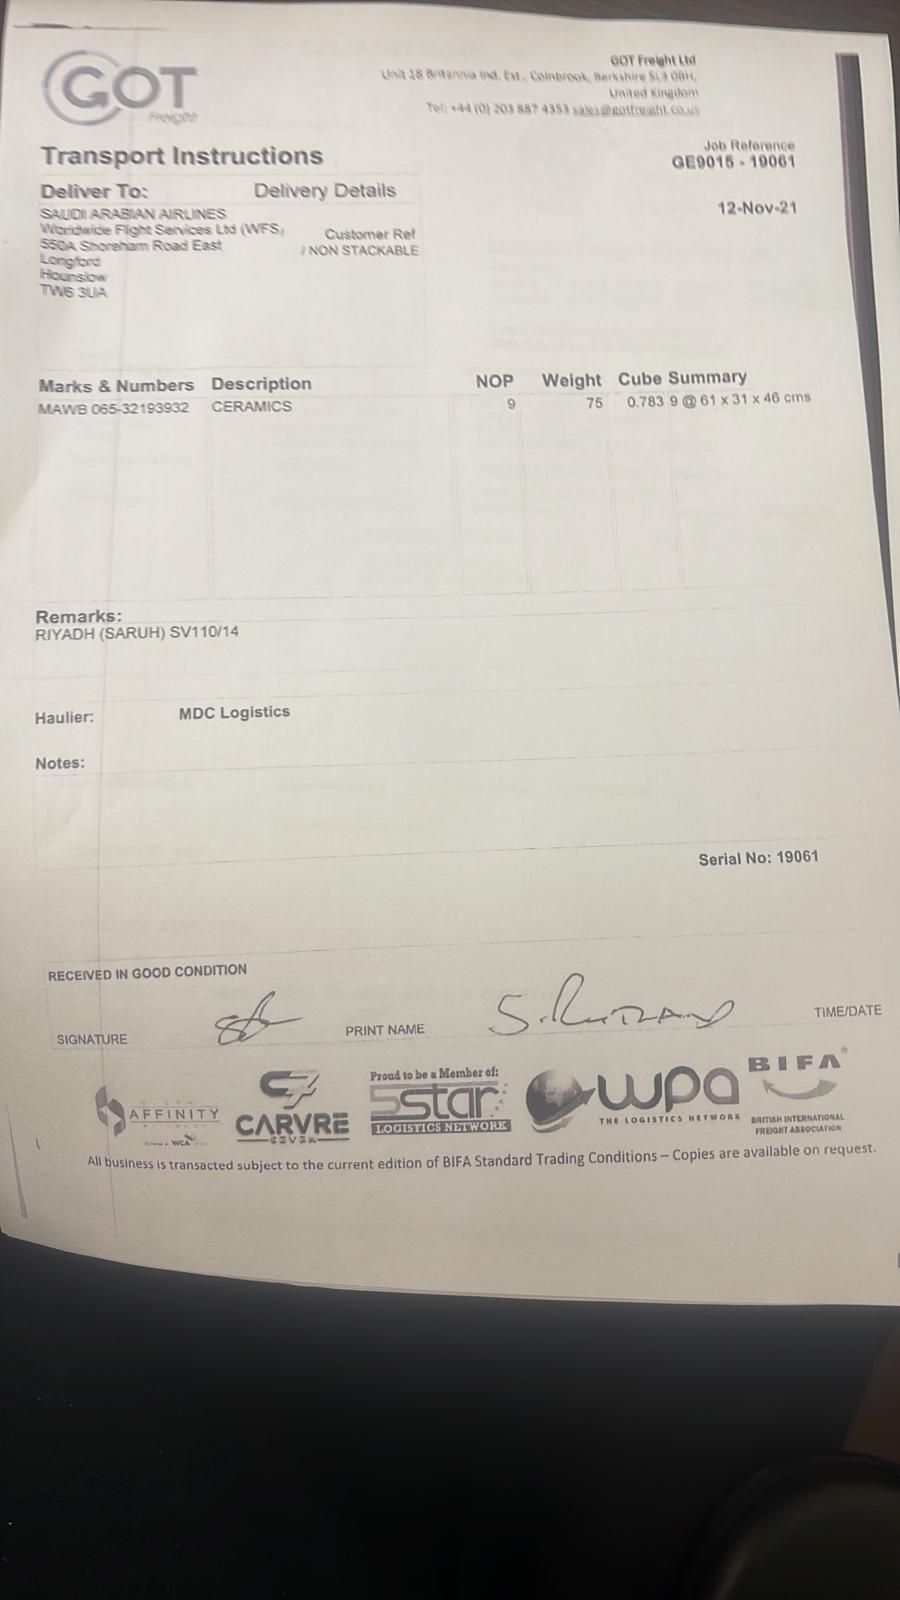 GOT
Freight
GOT Freight Ltd
Unit 18 Britannia Ind. Est., Colnbrook, Berkshire SL3 0BH,
United Kingdom
Tel: +44 (0) 203 887 4353 sales@gotfreight.co.uk
Transport Instructions
Job Reference
GE9015 - 19061
Deliver To:
Delivery Details
12-Nov-21
SAUDI ARABIAN AIRLINES
Worldwide Flight Services Ltd (WFS)
550A Shoreham Road East
Longford
Hounslow
TW6 3UA
Customer Ref
/ NON STACKABLE
Marks & Numbers Description NOP Weight Cube Summary
MAWB 065-32193932 CERAMICS 9 75 0.783 9 @ 61 x 31 x 46 cms
Remarks:
RIYADH (SARUH) SV110/14
Haulier: MDC Logistics
Notes:
Serial No: 19061
RECEIVED IN GOOD CONDITION
SIGNATURE PRINT NAME TIME/DATE
AFFINITY
WCA
CARVRE
SEVEN
Proud to be a Member of:
5star
LOGISTICS NETWORK
wpa
THE LOGISTICS NETWORK
BIFA
BRITISH INTERNATIONAL
FREIGHT ASSOCIATION
All business is transacted subject to the current edition of BIFA Standard Trading Conditions – Copies are available on request.